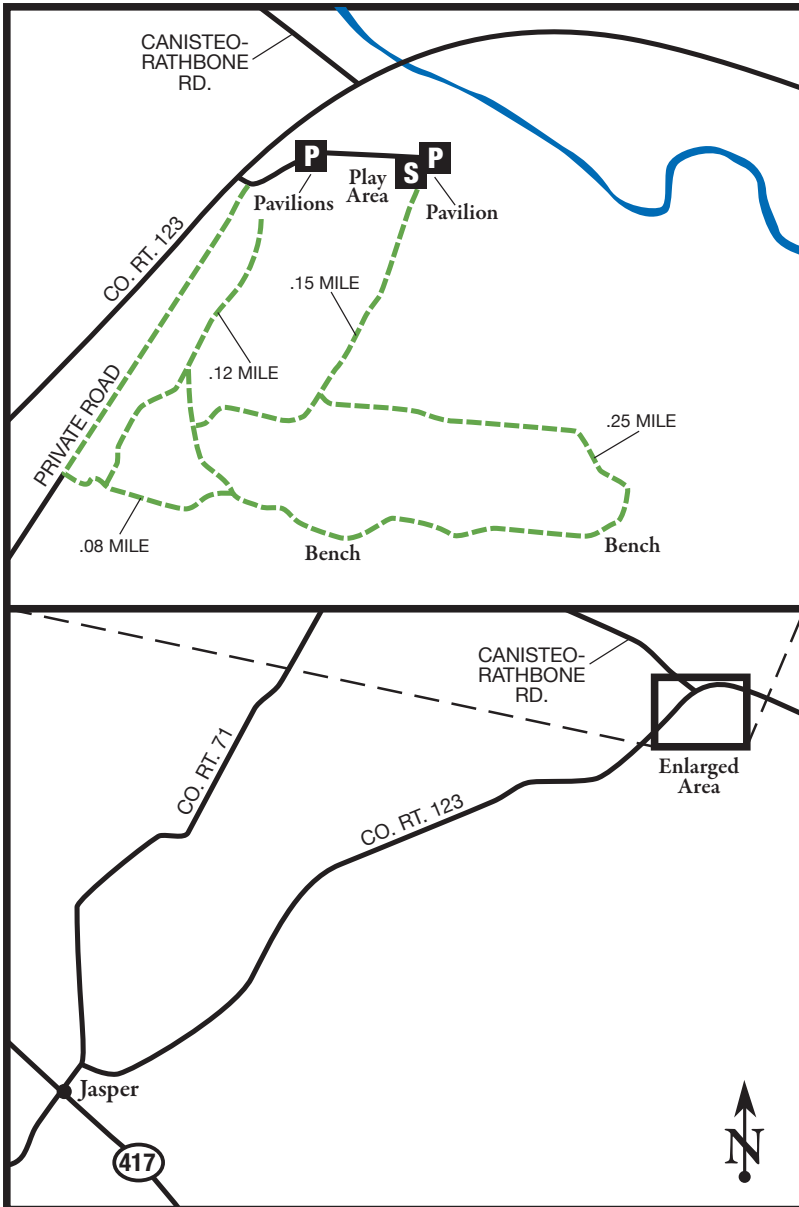 CANISTEO-
RATHBONE
RD.
P
P
S
Play
Area
Pavilions
Pavilion
CO. RT. 123
.15 MILE
.12 MILE
PRIVATE ROAD
.25 MILE
.08 MILE
Bench
Bench
CANISTEO-
RATHBONE
RD.
CO. RT. 71
Enlarged
Area
CO. RT. 123
Jasper
417
N